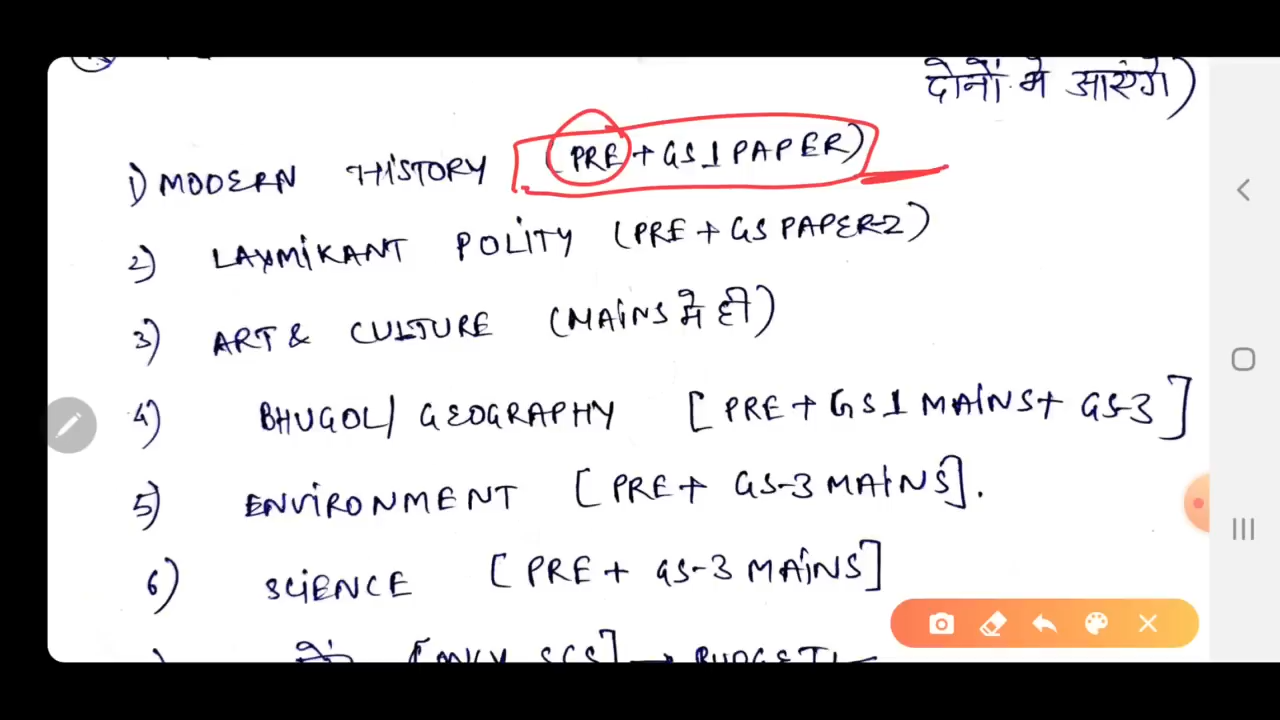 दोनों मे आएंगे)
1) MODERN HISTORY (PRE + GS 1 PAPER)
2) LAXMIKANT POLITY (PRE + GS PAPER-2)
3) ART & CULTURE (MAINS में ही)
4) BHUGOL/ GEOGRAPHY [PRE + GS 1 MAINS + GS-3]
5) ENVIRONMENT [PRE + GS-3 MAINS].
6) SCIENCE [PRE + GS-3 MAINS]